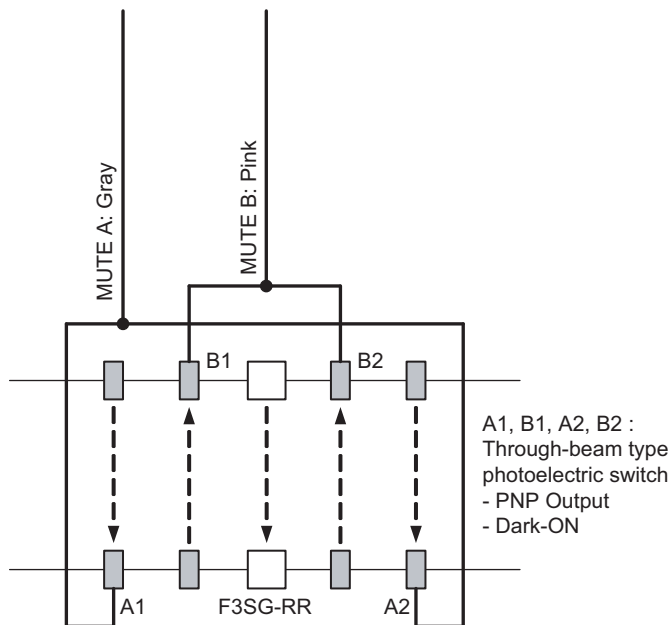 MUTE A: Gray
MUTE B: Pink
B1
B2
A1, B1, A2, B2 :
Through-beam type
photoelectric switch
- PNP Output
- Dark-ON
A1
F3SG-RR
A2